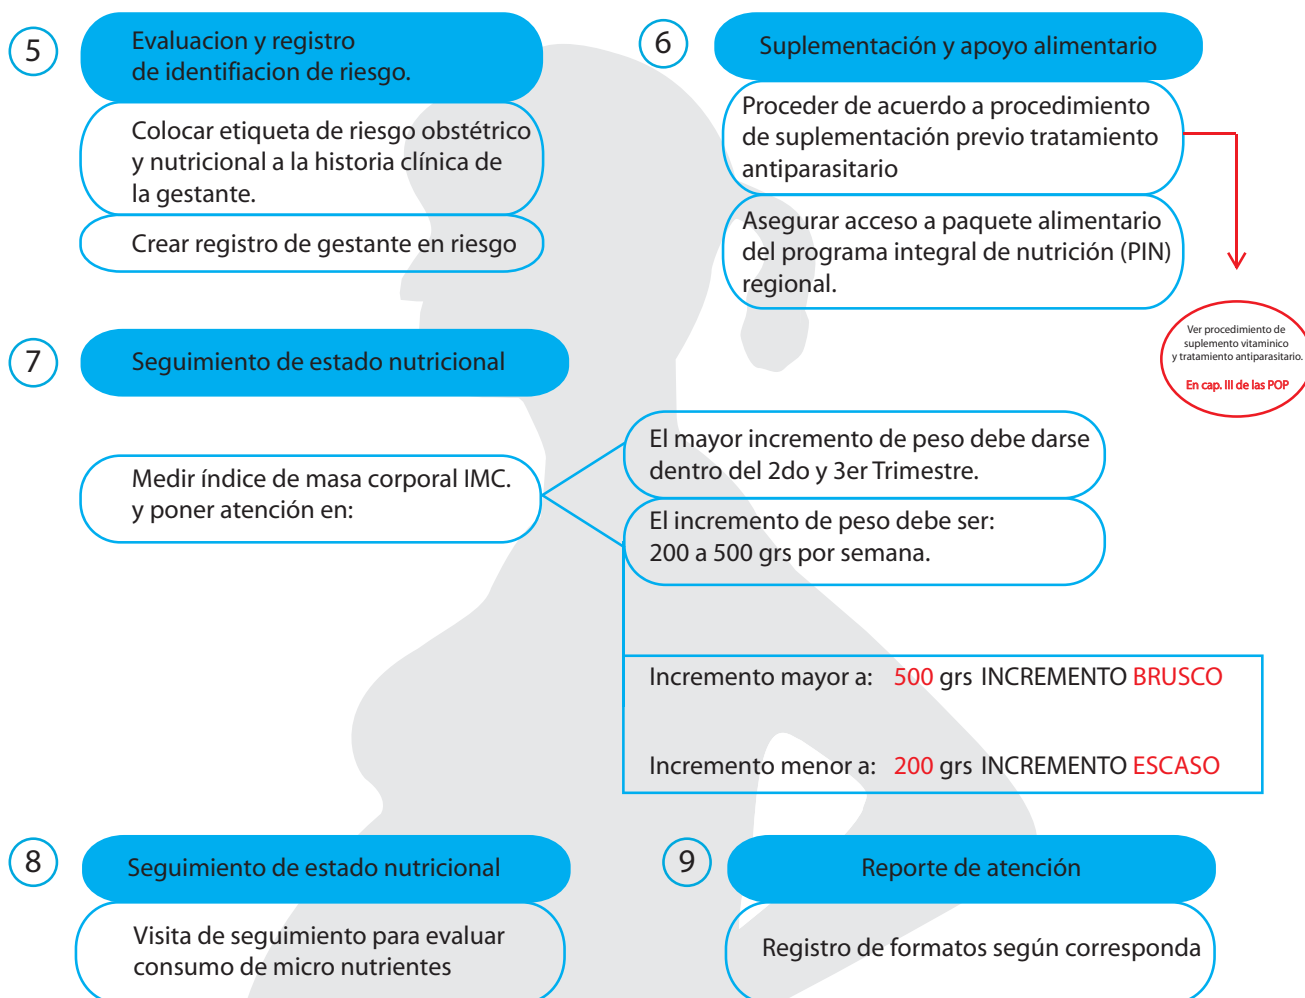 5
Evaluacion y registro
de identifiacion de riesgo.
Colocar etiqueta de riesgo obstétrico
y nutricional a la historia clínica de
la gestante.
Crear registro de gestante en riesgo
6
Suplementación y apoyo alimentario
Proceder de acuerdo a procedimiento
de suplementación previo tratamiento
antiparasitario
Asegurar acceso a paquete alimentario
del programa integral de nutrición (PIN)
regional.
Ver procedimiento de
suplemento vitaminico
y tratamiento antiparasitario.
En cap. III de las POP
7
Seguimiento de estado nutricional
Medir índice de masa corporal IMC.
y poner atención en:
El mayor incremento de peso debe darse
dentro del 2do y 3er Trimestre.
El incremento de peso debe ser:
200 a 500 grs por semana.
Incremento mayor a: 500 grs INCREMENTO BRUSCO
Incremento menor a: 200 grs INCREMENTO ESCASO
8
Seguimiento de estado nutricional
Visita de seguimiento para evaluar
consumo de micro nutrientes
9
Reporte de atención
Registro de formatos según corresponda